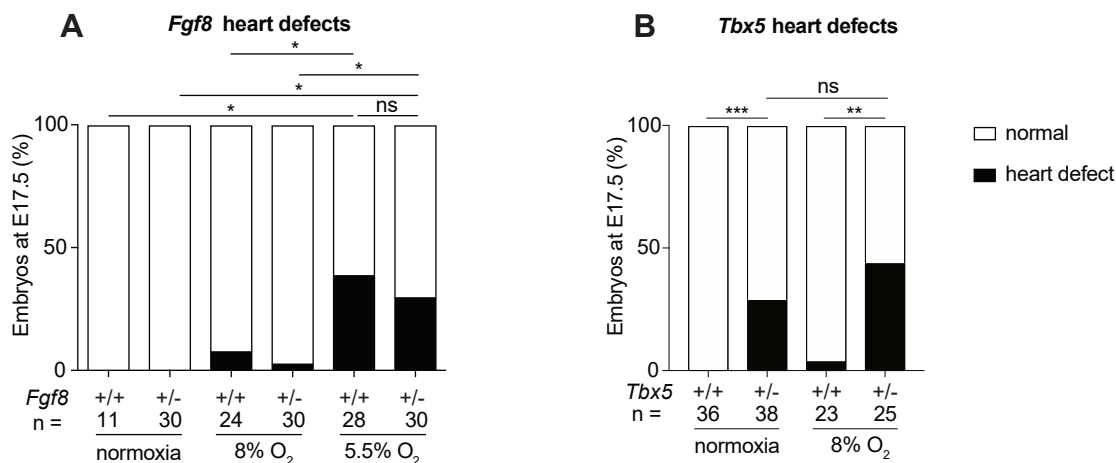 A
Fgf8 heart defects
*
*
*
*
ns
100
50
0
Embryos at E17.5 (%)
Fgf8 +/+ +/- +/+ +/- +/+ +/-
n = 11 30 24 30 28 30
normoxia 8% O₂ 5.5% O₂
B
Tbx5 heart defects
ns
*** **
100
50
0
Embryos at E17.5 (%)
Tbx5 +/+ +/- +/+ +/-
n = 36 38 23 25
normoxia 8% O₂
normal
heart defect